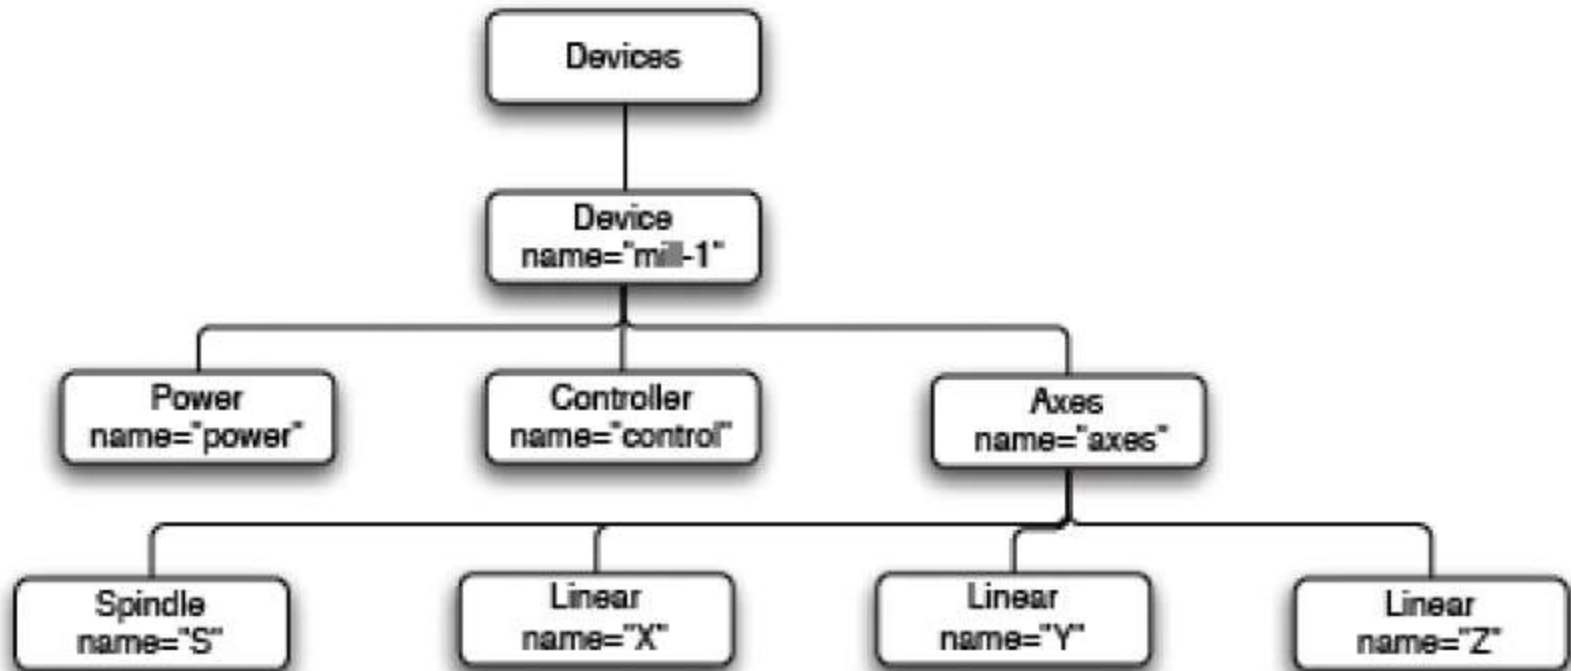 Devices
Device
name="mill-1"
Power
name="power"
Controller
name="control"
Axes
name="axes"
Spindle
name="S"
Linear
name="X"
Linear
name="Y"
Linear
name="Z"